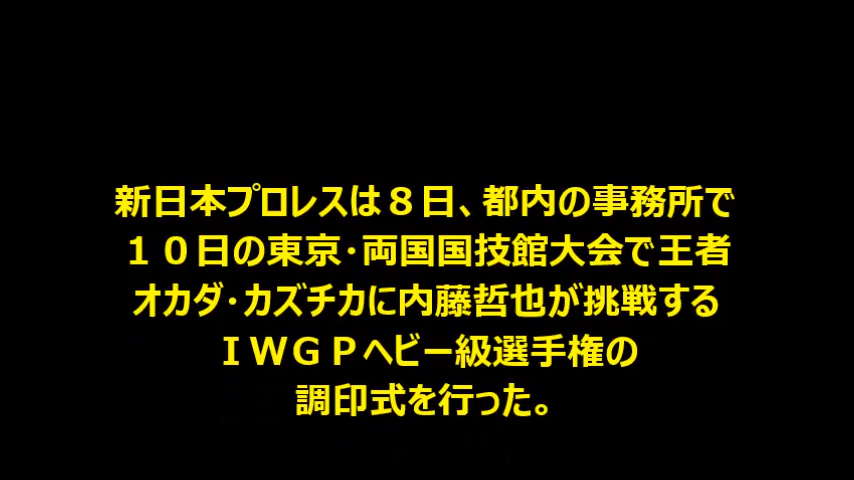 新日本プロレスは８日、都内の事務所で
１０日の東京・両国国技館大会で王者
オカダ・カズチカに内藤哲也が挑戦する
ＩＷＧＰヘビー級選手権の
調印式を行った。